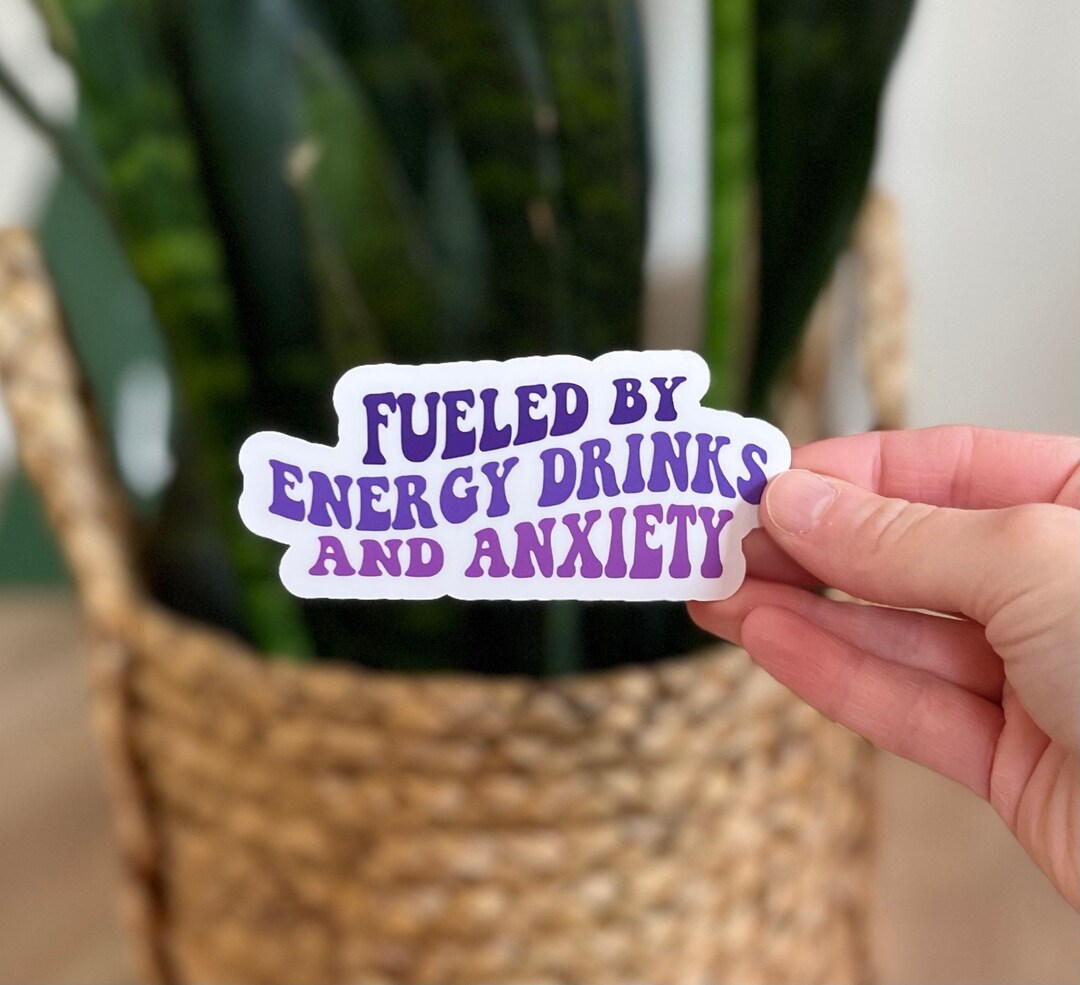 FUELED BY
ENERGY DRINKS
AND ANXIETY